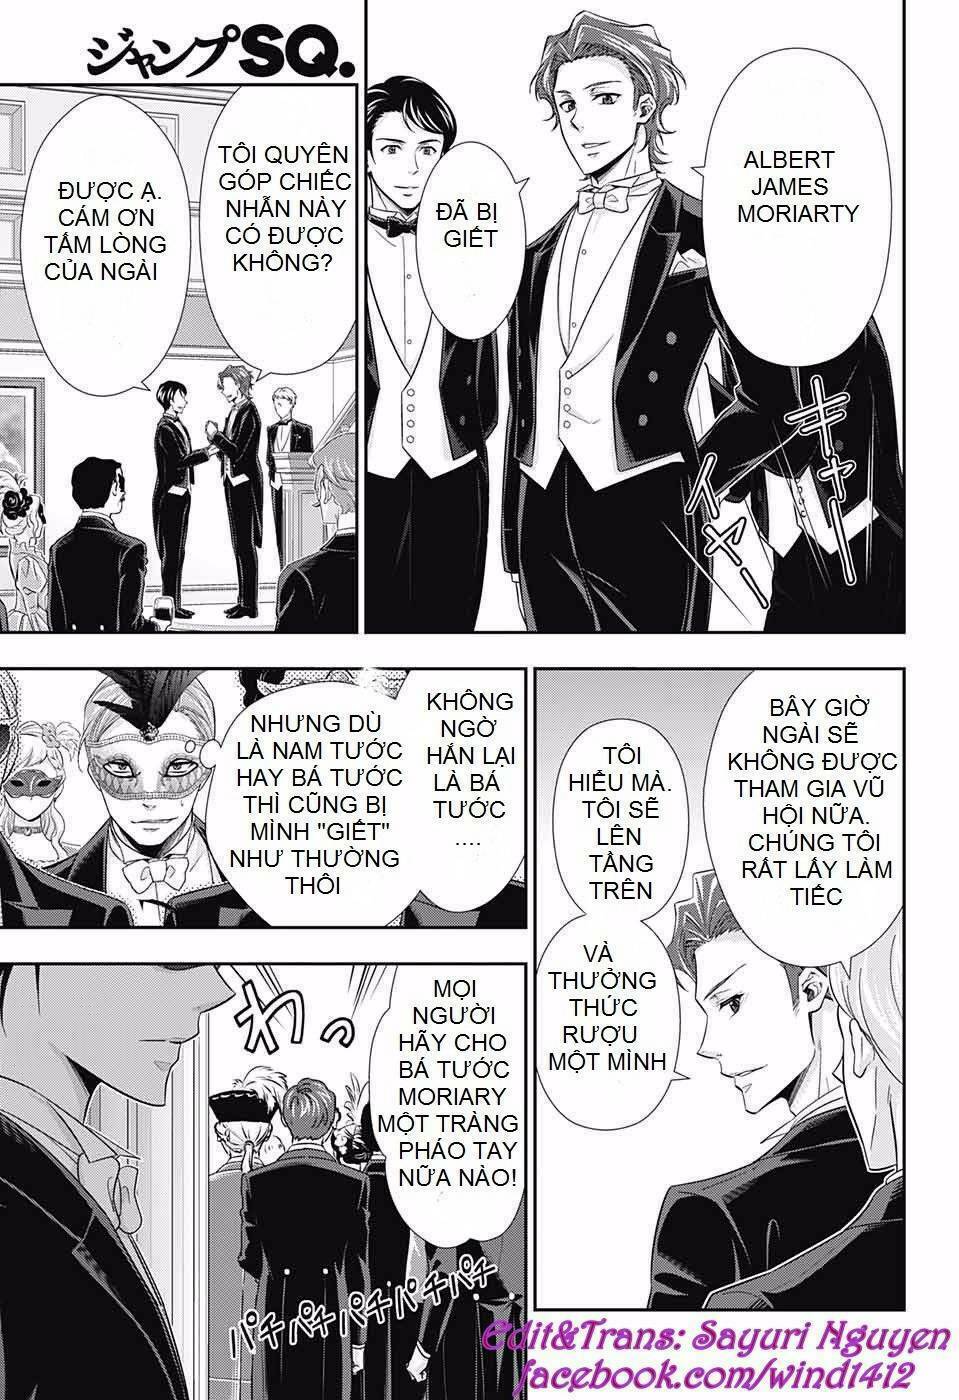 ジャンプSQ.
ALBERT
JAMES
MORIARTY
ĐÃ BỊ
GIẾT
キャー
キャー
TÔI QUYÊN
GÓP CHIẾC
NHẪN NÀY
CÓ ĐƯỢC
KHÔNG?
ĐƯỢC Ạ.
CÁM ƠN
TẤM LÒNG
CỦA NGÀI
BÂY GIỜ
NGÀI SẼ
KHÔNG ĐƯỢC
THAM GIA VŨ
HỘI NỮA.
CHÚNG TÔI
RẤT LẤY LÀM
TIẾC
TÔI
HIỂU MÀ.
TÔI SẼ
LÊN
TẦNG
TRÊN
VÀ
THƯỞNG
THỨC
RƯỢU
MỘT MÌNH
KHÔNG
NGỜ
HẮN LẠI
LÀ BÁ
TƯỚC
....
NHƯNG DÙ
LÀ NAM TƯỚC
HAY BÁ TƯỚC
THÌ CŨNG BỊ
MÌNH "GIẾT"
NHƯ THƯỜNG
THÔI
MỌI
NGƯỜI
HÃY CHO
BÁ TƯỚC
MORIARY
MỘT TRÀNG
PHÁO TAY
NỮA NÀO!
わっ
パチパチパチパチパチ
Edit&Trans: Sayuri Nguyen
facebook.com/wind1412